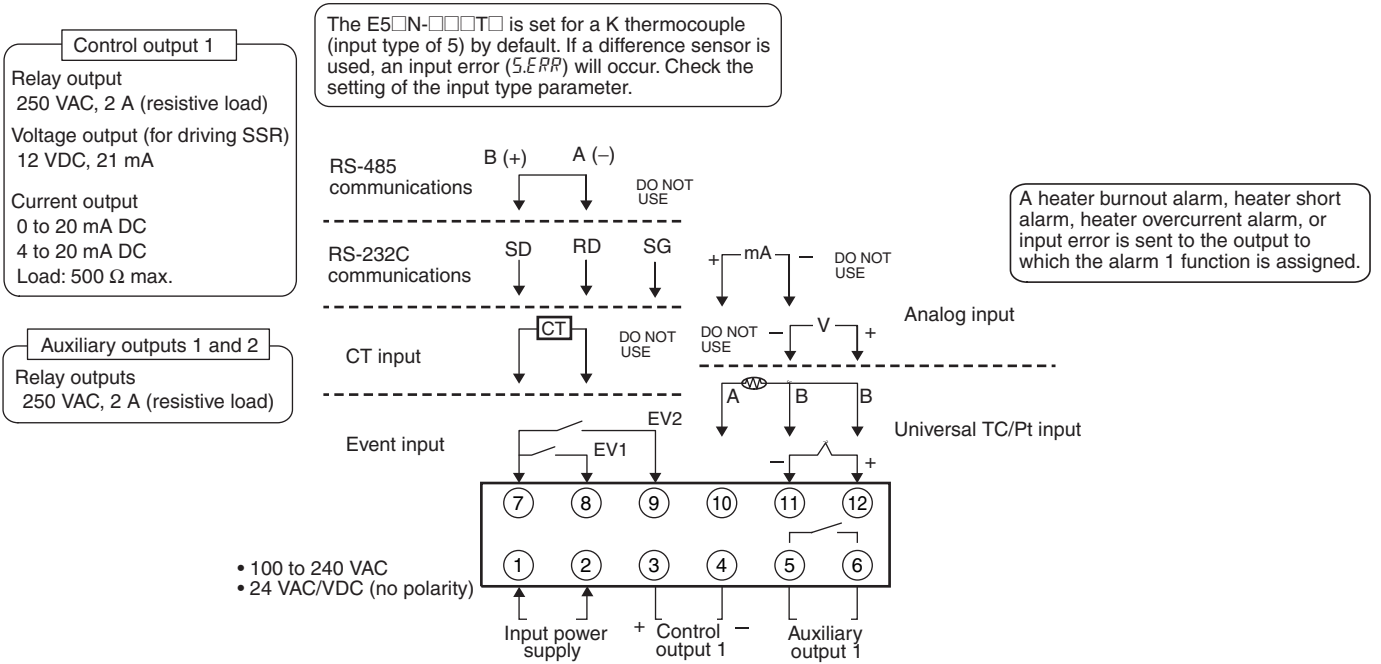 Control output 1
Relay output
250 VAC, 2 A (resistive load)
Voltage output (for driving SSR)
12 VDC, 21 mA
Current output
0 to 20 mA DC
4 to 20 mA DC
Load: 500 Ω max.
Auxiliary outputs 1 and 2
Relay outputs
250 VAC, 2 A (resistive load)
The E5□N-□□□T□ is set for a K thermocouple
(input type of 5) by default. If a difference sensor is
used, an input error (S.ERR) will occur. Check the
setting of the input type parameter.
A heater burnout alarm, heater short
alarm, heater overcurrent alarm, or
input error is sent to the output to
which the alarm 1 function is assigned.
RS-485
communications
B (+) A (−)
DO NOT
USE
RS-232C
communications
SD RD SG
+ mA −
DO NOT
USE
CT input
CT
DO NOT
USE
DO NOT
USE
− V +
Analog input
A B B
Universal TC/Pt input
− +
Event input
EV2
EV1
7 8 9 10 11 12
1 2 3 4 5 6
• 100 to 240 VAC
• 24 VAC/VDC (no polarity)
Input power
supply
+ Control −
output 1
Auxiliary
output 1